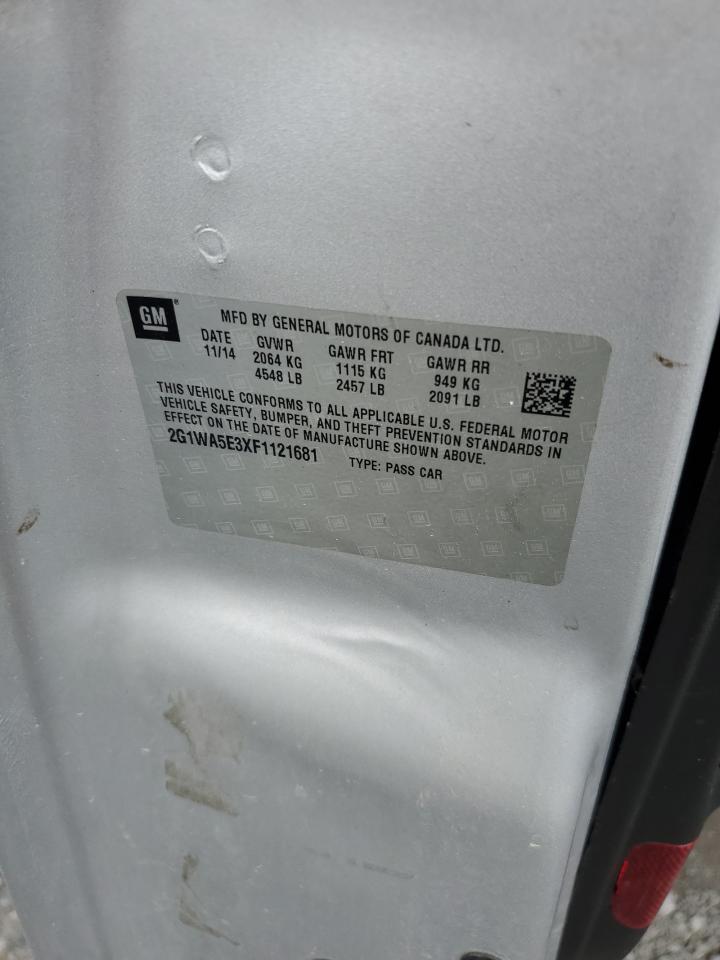 GM
MFD BY GENERAL MOTORS OF CANADA LTD.
DATE GVWR GAWR FRT GAWR RR
11/14 2064 KG 1115 KG 949 KG
4548 LB 2457 LB 2091 LB
THIS VEHICLE CONFORMS TO ALL APPLICABLE U.S. FEDERAL MOTOR
VEHICLE SAFETY, BUMPER, AND THEFT PREVENTION STANDARDS IN
EFFECT ON THE DATE OF MANUFACTURE SHOWN ABOVE.
2G1WA5E3XF1121681 TYPE: PASS CAR